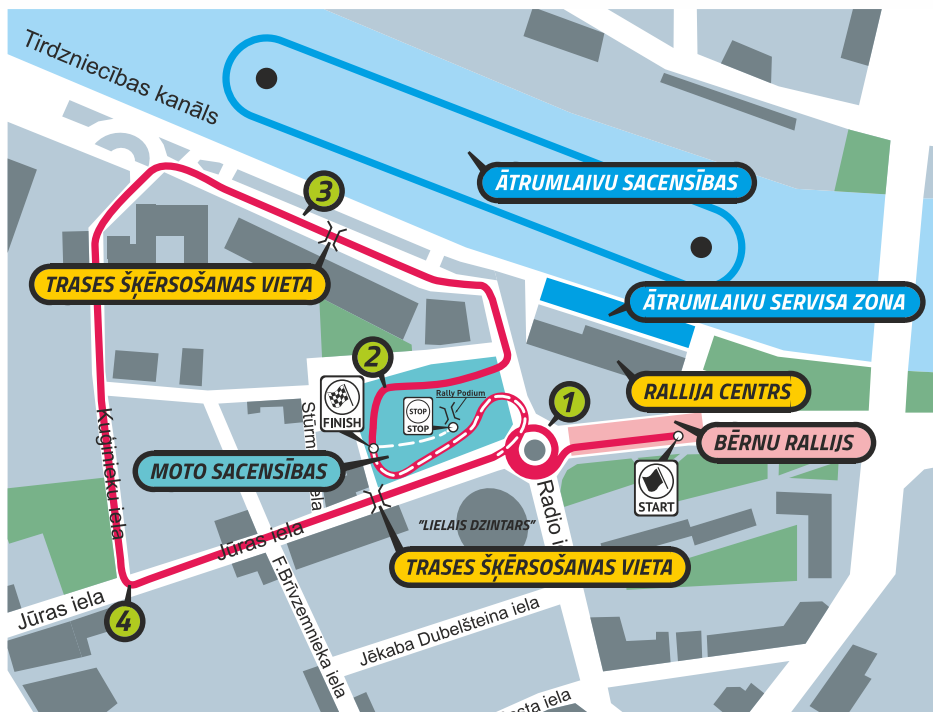 Tirdzniecības kanāls
ĀTRUMLAIVU SACENSĪBAS
3
TRASES ŠĶĒRSOŠANAS VIETA
ĀTRUMLAIVU SERVISA ZONA
2
RALLIJA CENTRS
FINISH
STOP
STOP
Rally Podium
1
BĒRNU RALLIJS
MOTO SACENSĪBAS
START
Kuģinieku iela
Radio i
"LIELAIS DZINTARS"
Jūras iela
TRASES ŠĶĒRSOŠANAS VIETA
Jūras iela
4
F.Brīvzemnieka iela
Jēkaba Dubelšteina iela
iela